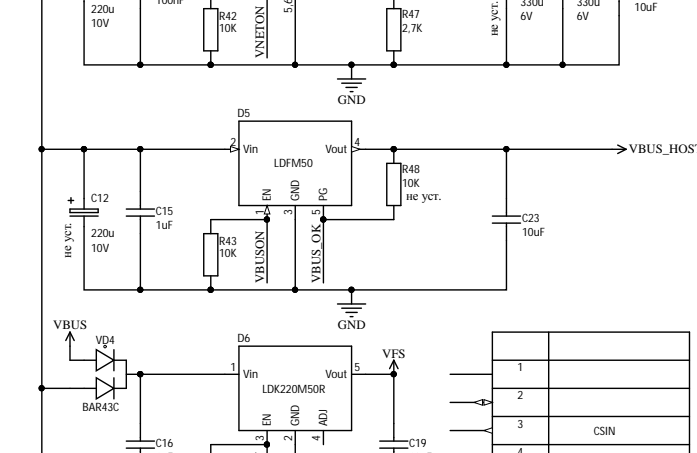 220u
10V
100nF
R42
10K
VNETON
5,6
R47
2,7K
не уст.
330u
6V
330u
6V
10uF
GND
D5
2 Vin
Vout 4
VBUS_HOST
LDFM50
EN
GND
PG
1
3
5
R48
10K
не уст.
+
C12
C15
1uF
не уст.
220u
10V
R43
10K
VBUSON
VBUS_OK
C23
10uF
GND
VBUS
VD4
D6
VFS
1 Vin
Vout 5
LDK220M50R
BAR43C
EN
GND
ADJ
3
2
4
C16
C19
1
2
3 CSIN
4